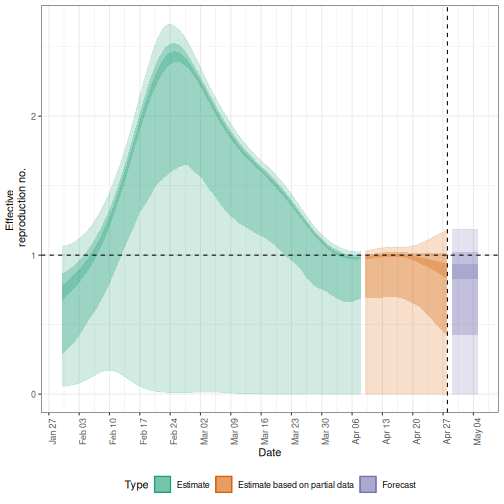 Effective
reproduction no.
2
1
0
Jan 27
Feb 03
Feb 10
Feb 17
Feb 24
Mar 02
Mar 09
Mar 16
Mar 23
Mar 30
Apr 06
Apr 13
Apr 20
Apr 27
May 04
Date
Type Estimate Estimate based on partial data Forecast